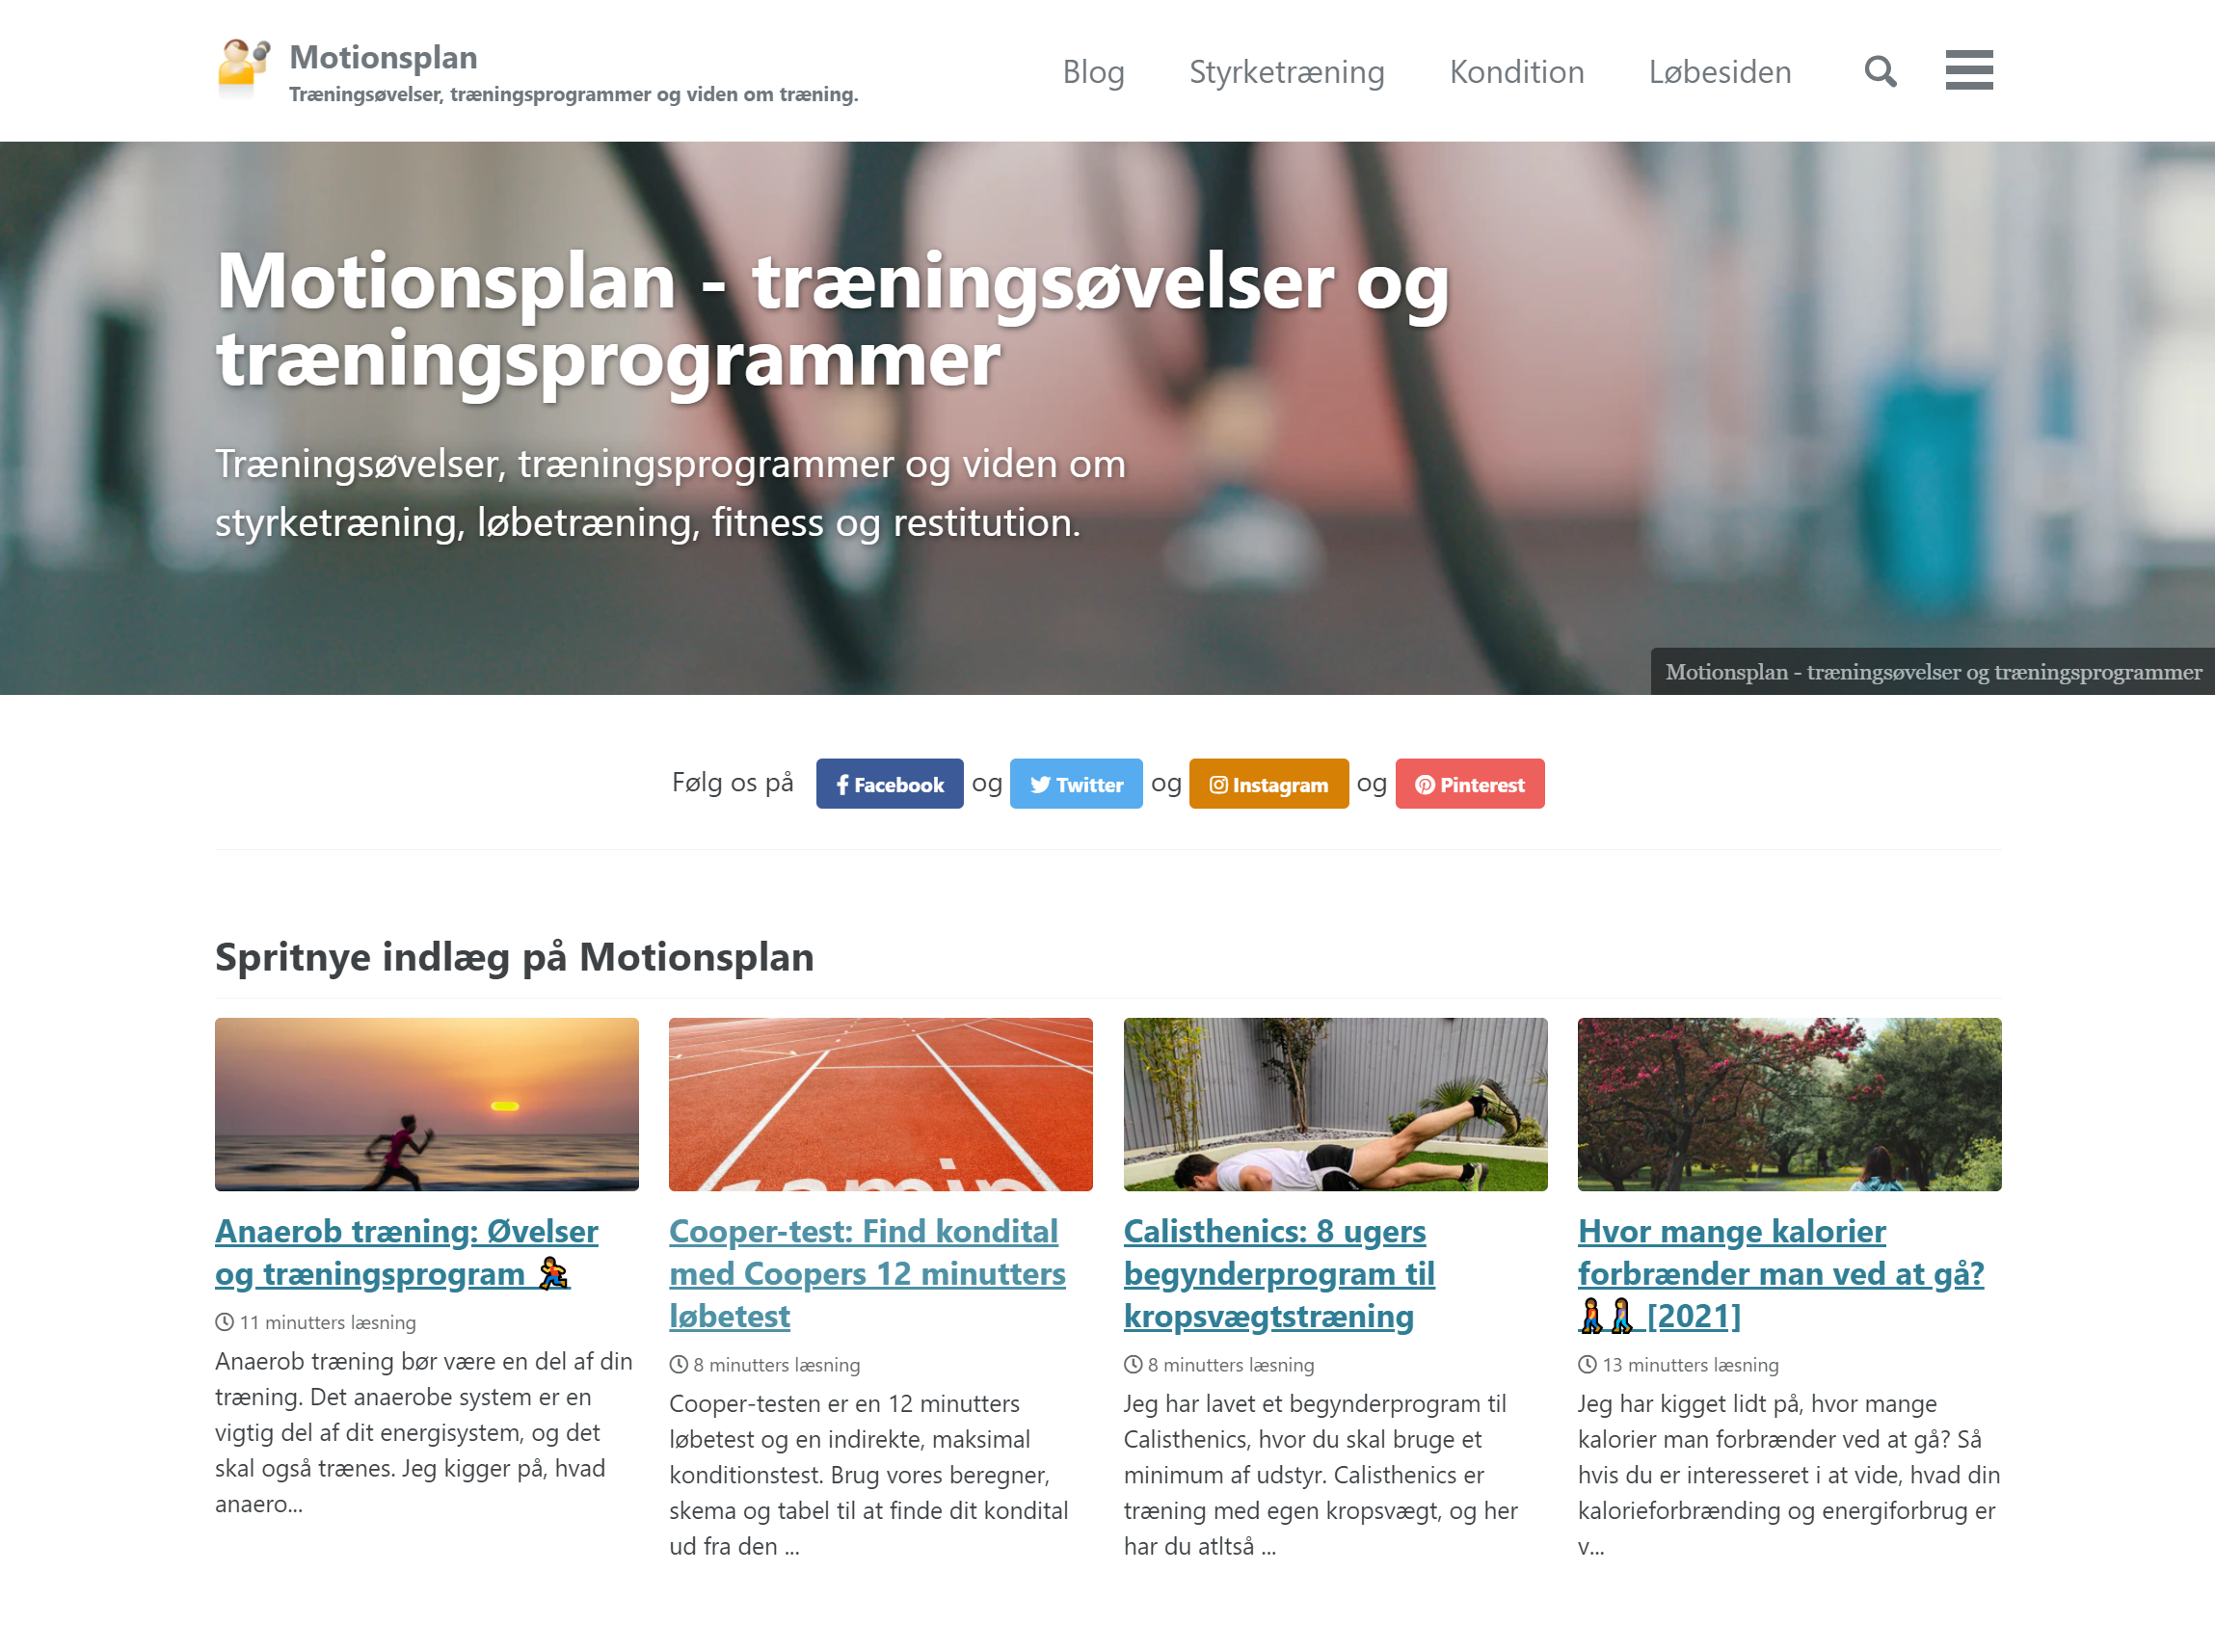 Motionsplan
Træningsøvelser, træningsprogrammer og viden om træning.
Blog
Styrketræning
Kondition
Løbesiden
Motionsplan - træningsøvelser og
træningsprogrammer
Træningsøvelser, træningsprogrammer og viden om
styrketræning, løbetræning, fitness og restitution.
Motionsplan - træningsøvelser og træningsprogrammer
Følg os på Facebook og Twitter og Instagram og Pinterest
Spritnye indlæg på Motionsplan
Anaerob træning: Øvelser
og træningsprogram 🏃
11 minutters læsning
Anaerob træning bør være en del af din
træning. Det anaerobe system er en
vigtig del af dit energisystem, og det
skal også trænes. Jeg kigger på, hvad
anaero...
Cooper-test: Find kondital
med Coopers 12 minutters
løbetest
8 minutters læsning
Cooper-testen er en 12 minutters
løbetest og en indirekte, maksimal
konditionstest. Brug vores beregner,
skema og tabel til at finde dit kondital
ud fra den ...
Calisthenics: 8 ugers
begynderprogram til
kropsvægtstræning
8 minutters læsning
Jeg har lavet et begynderprogram til
Calisthenics, hvor du skal bruge et
minimum af udstyr. Calisthenics er
træning med egen kropsvægt, og her
har du atltså ...
Hvor mange kalorier
forbrænder man ved at gå?
🚶🚶‍♀️ [2021]
13 minutters læsning
Jeg har kigget lidt på, hvor mange
kalorier man forbrænder ved at gå? Så
hvis du er interesseret i at vide, hvad din
kalorieforbrænding og energiforbrug er
v...